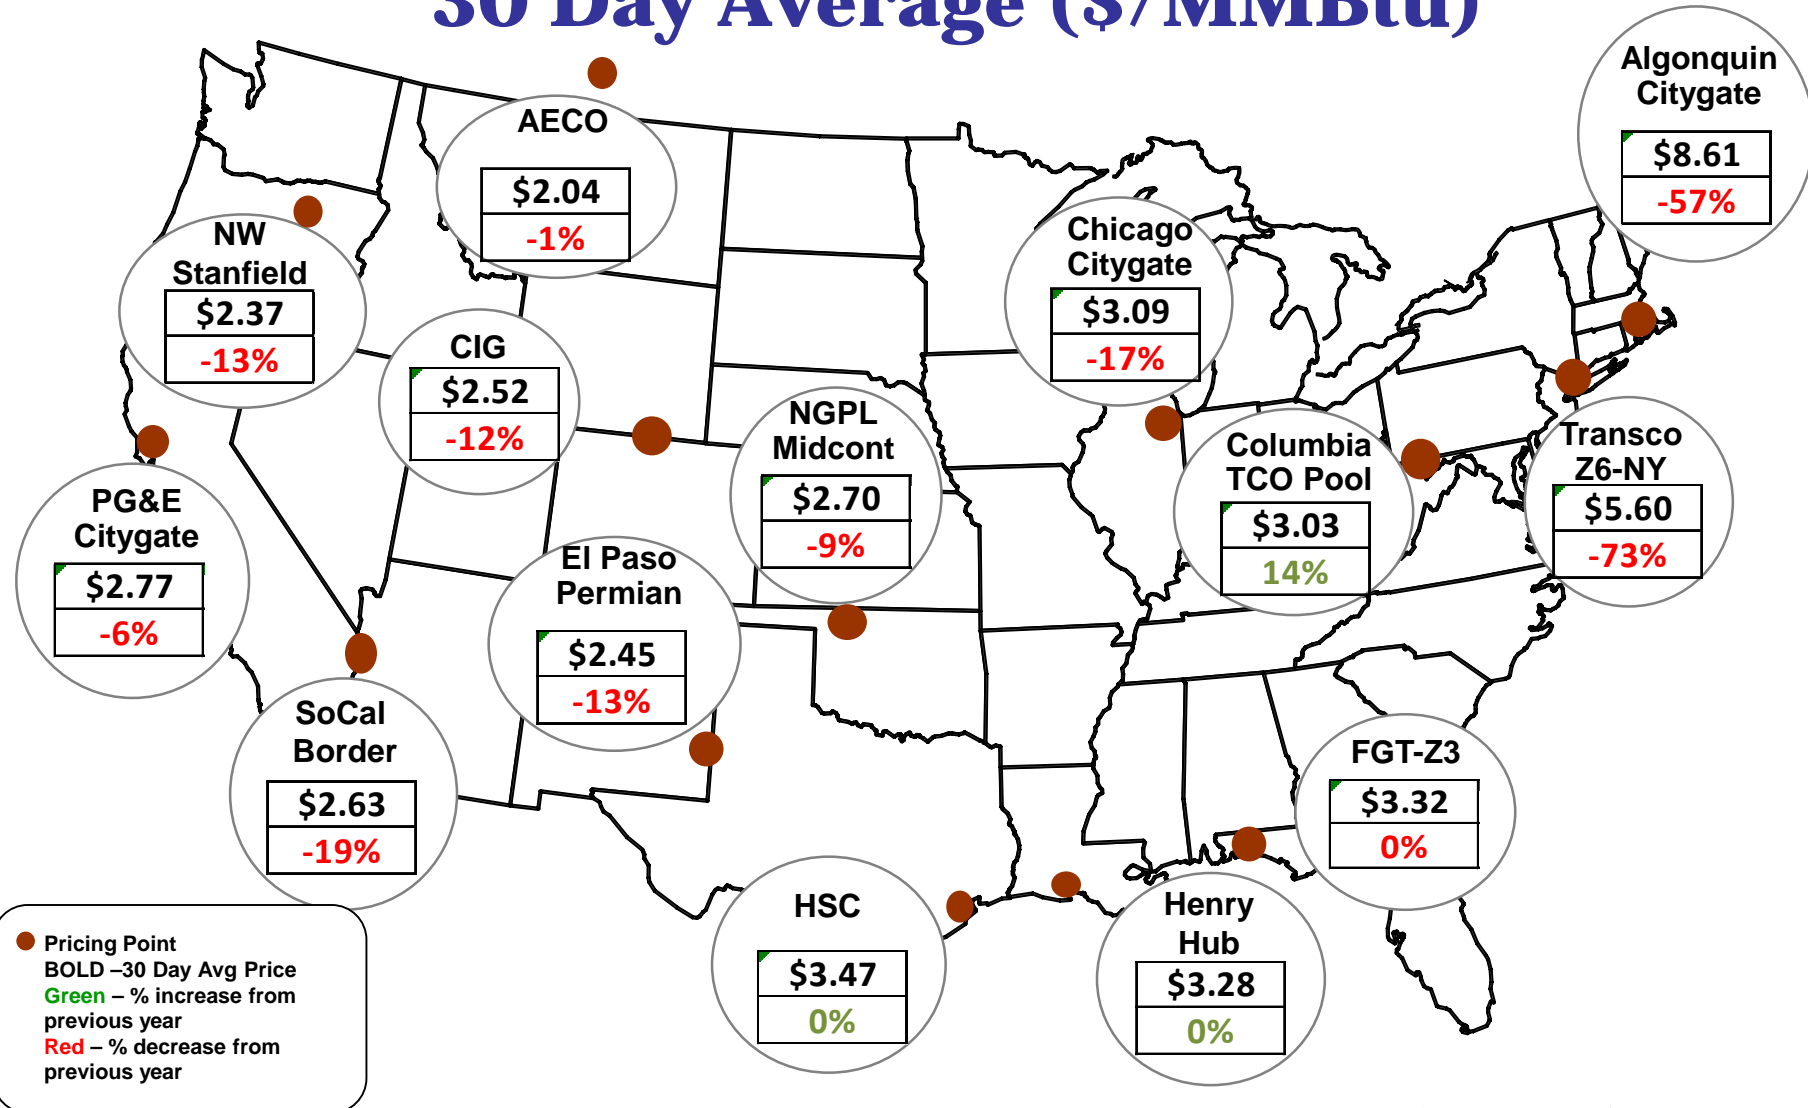 30 Day Average ($/MMBtu)
Algonquin
Citygate
$8.61
-57%
AECO
$2.04
-1%
NW
Stanfield
$2.37
-13%
Chicago
Citygate
$3.09
-17%
CIG
$2.52
-12%
NGPL
Midcont
$2.70
-9%
Columbia
TCO Pool
$3.03
14%
Transco
Z6-NY
$5.60
-73%
PG&E
Citygate
$2.77
-6%
El Paso
Permian
$2.45
-13%
SoCal
Border
$2.63
-19%
FGT-Z3
$3.32
0%
HSC
$3.47
0%
Henry
Hub
$3.28
0%
Pricing Point
BOLD –30 Day Avg Price
Green – % increase from
previous year
Red – % decrease from
previous year